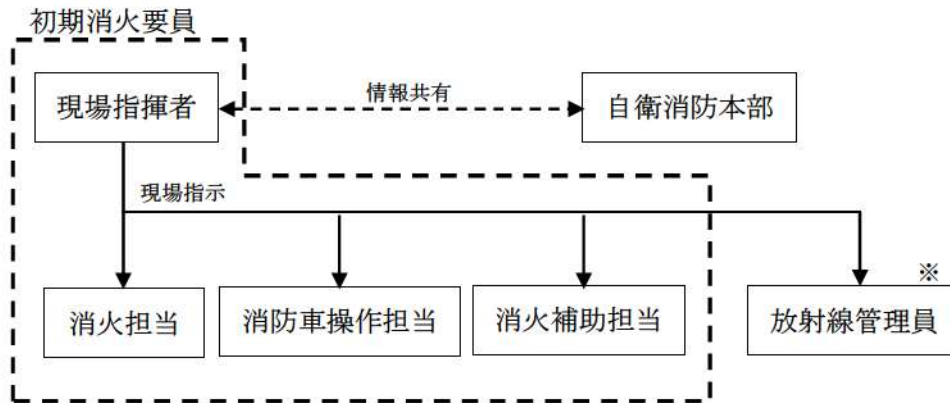 初期消火要員
現場指揮者
情報共有
自衛消防本部
現場指示
※
消火担当
消防車操作担当
消火補助担当
放射線管理員